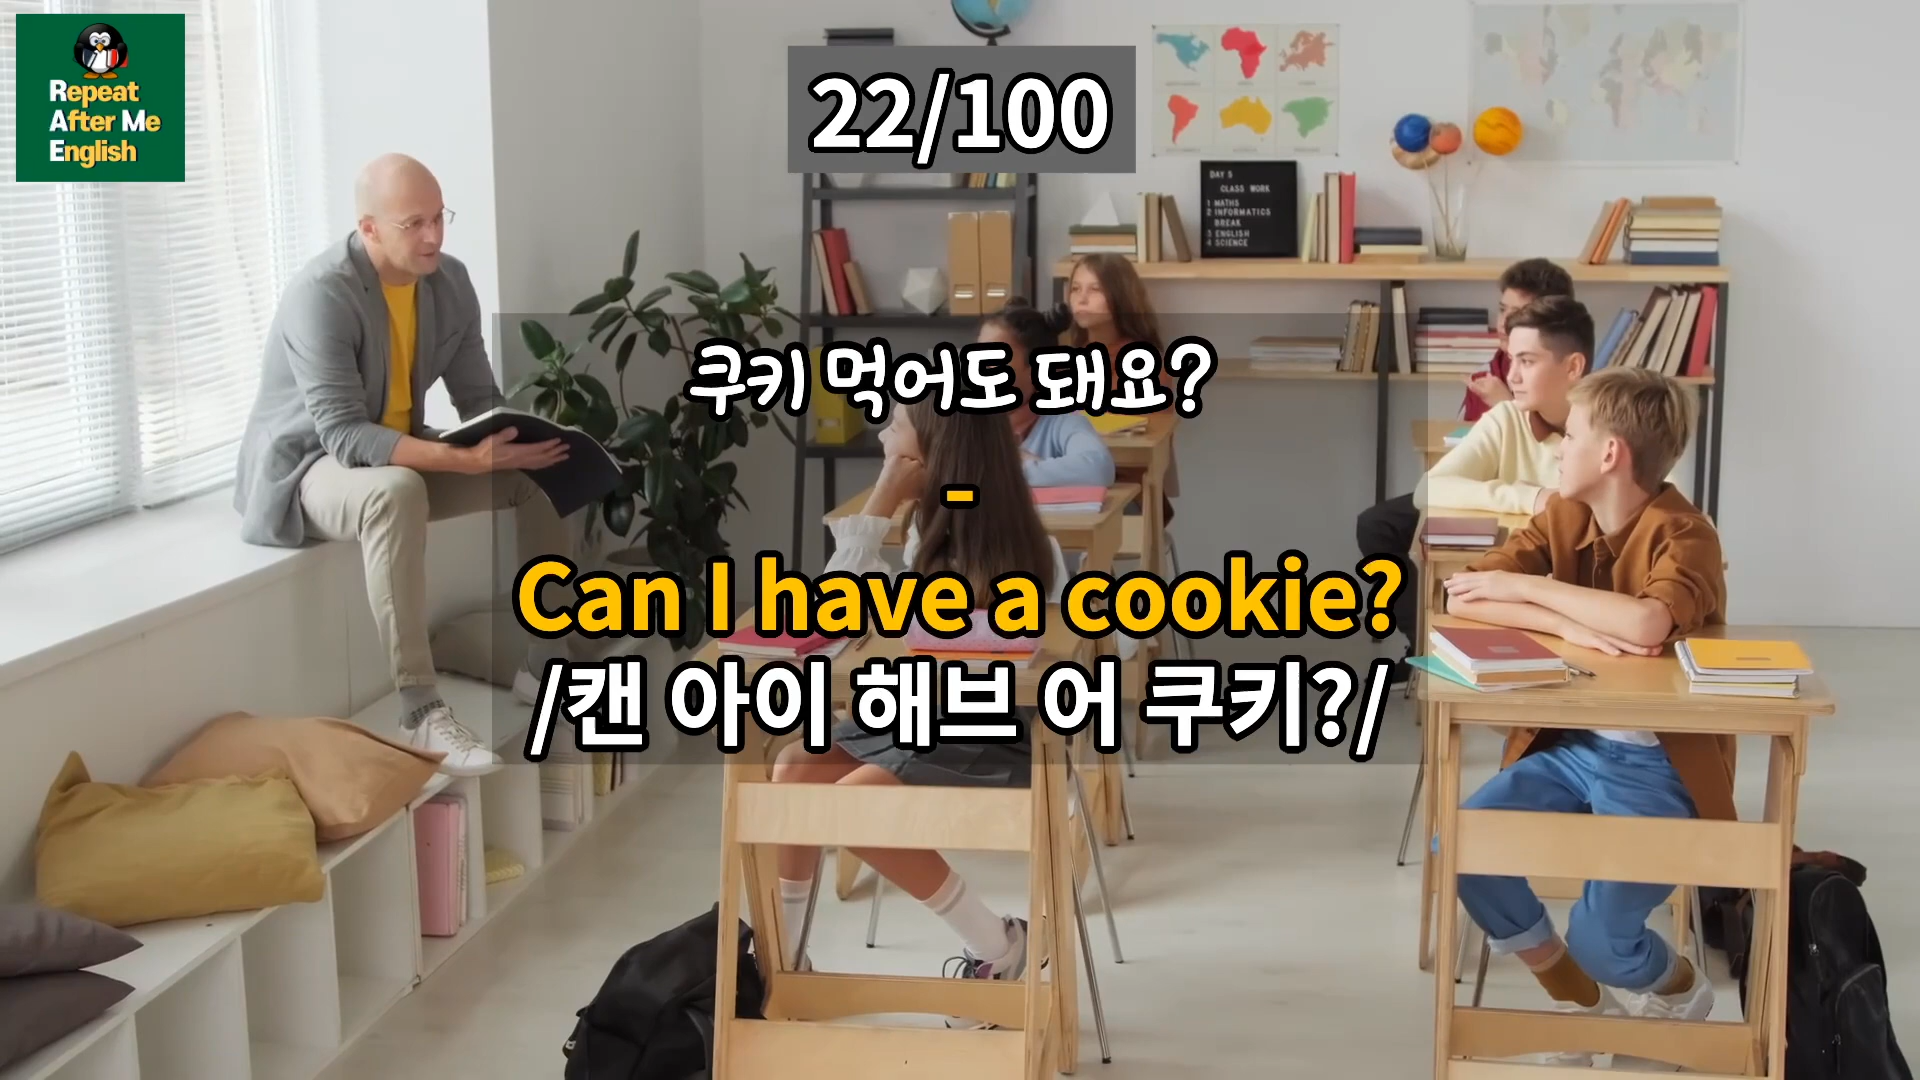 Repeat
After Me
English
22/100
DAY 5
CLASS WORK
1 MATHS
2 INFORMATICS
BREAK
3 ENGLISH
4 SCIENCE
쿠키 먹어도 돼요?
-
Can I have a cookie?
/캔 아이 해브 어 쿠키?/